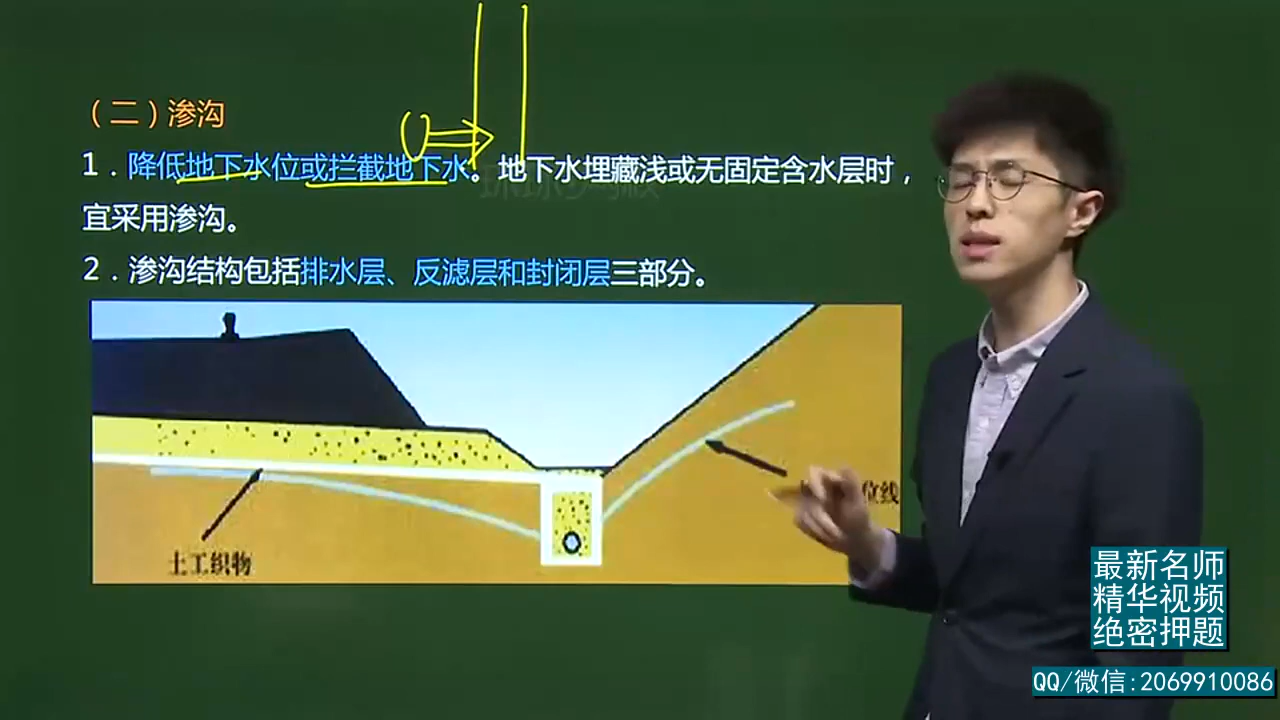 （二）渗沟
1．降低地下水位或拦截地下水。地下水埋藏浅或无固定含水层时，
宜采用渗沟。
2．渗沟结构包括排水层、反滤层和封闭层三部分。
位线
土工织物
最新名师
精华视频
绝密押题
QQ/微信:2069910086